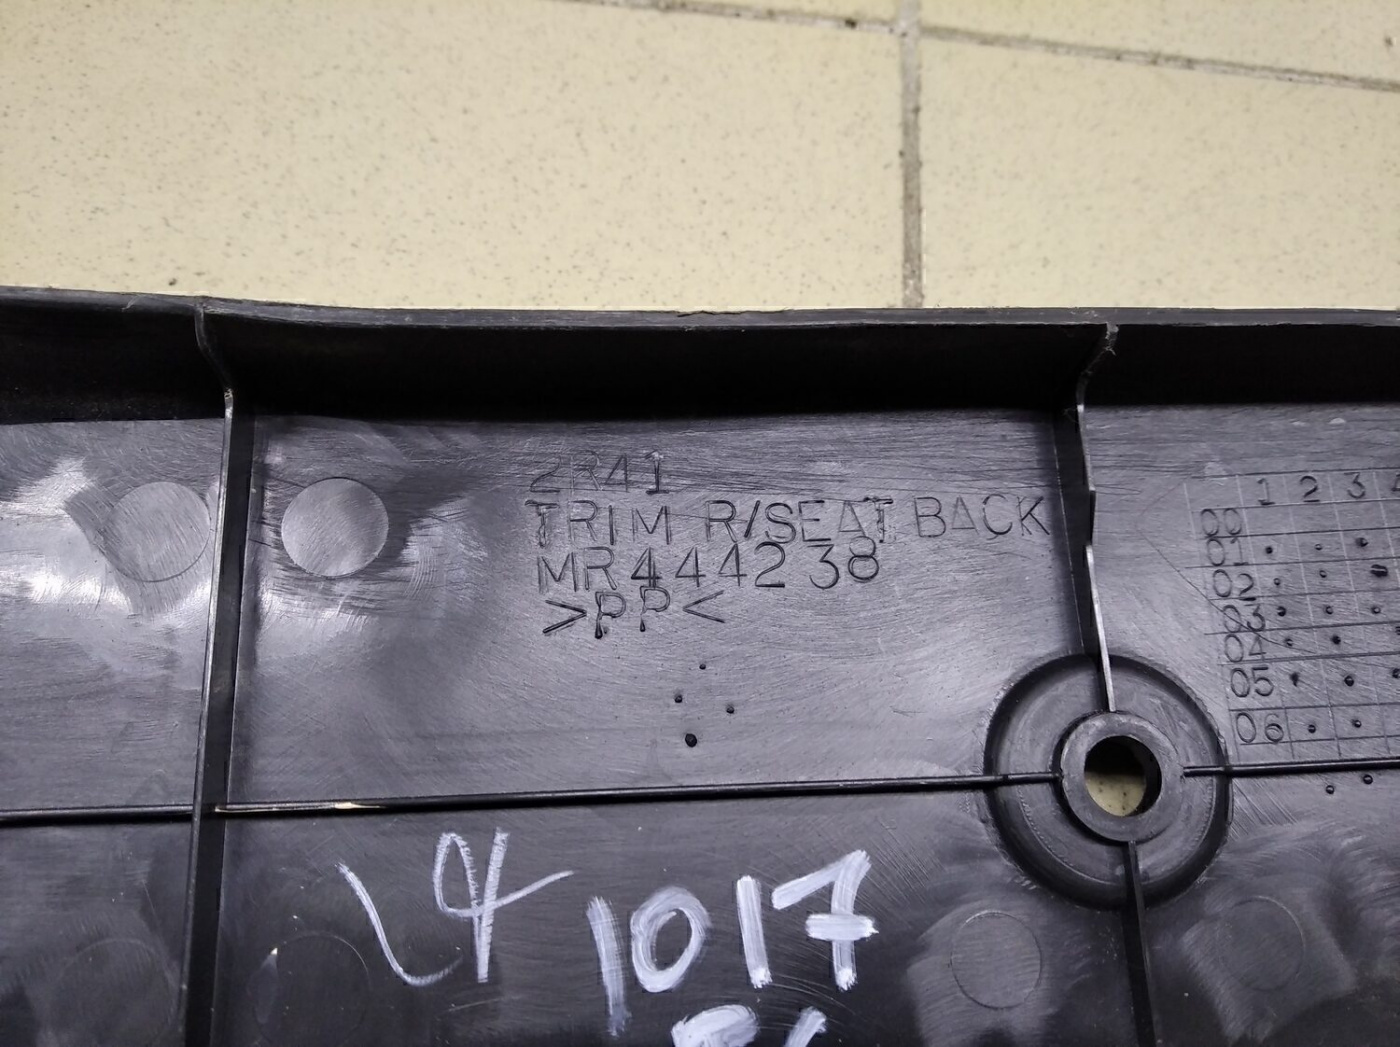 2R41
TRIM R/SEAT BACK
MR444238
>PP<
1 2 3
00
01
02
03
04
05
06
1017